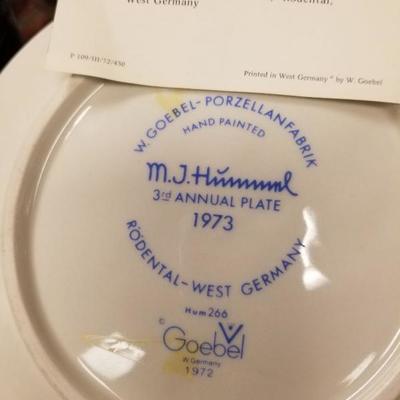 West Germany
Rödental,
P 109/III/72/450
Printed in West Germany ® by W. Goebel
W. GOEBEL-PORZELLANFABRIK
HAND PAINTED
M.J. Hummel
3rd ANNUAL PLATE
1973
RÖDENTAL-WEST GERMANY
Hum 266
© Goebel
W. Germany
1972